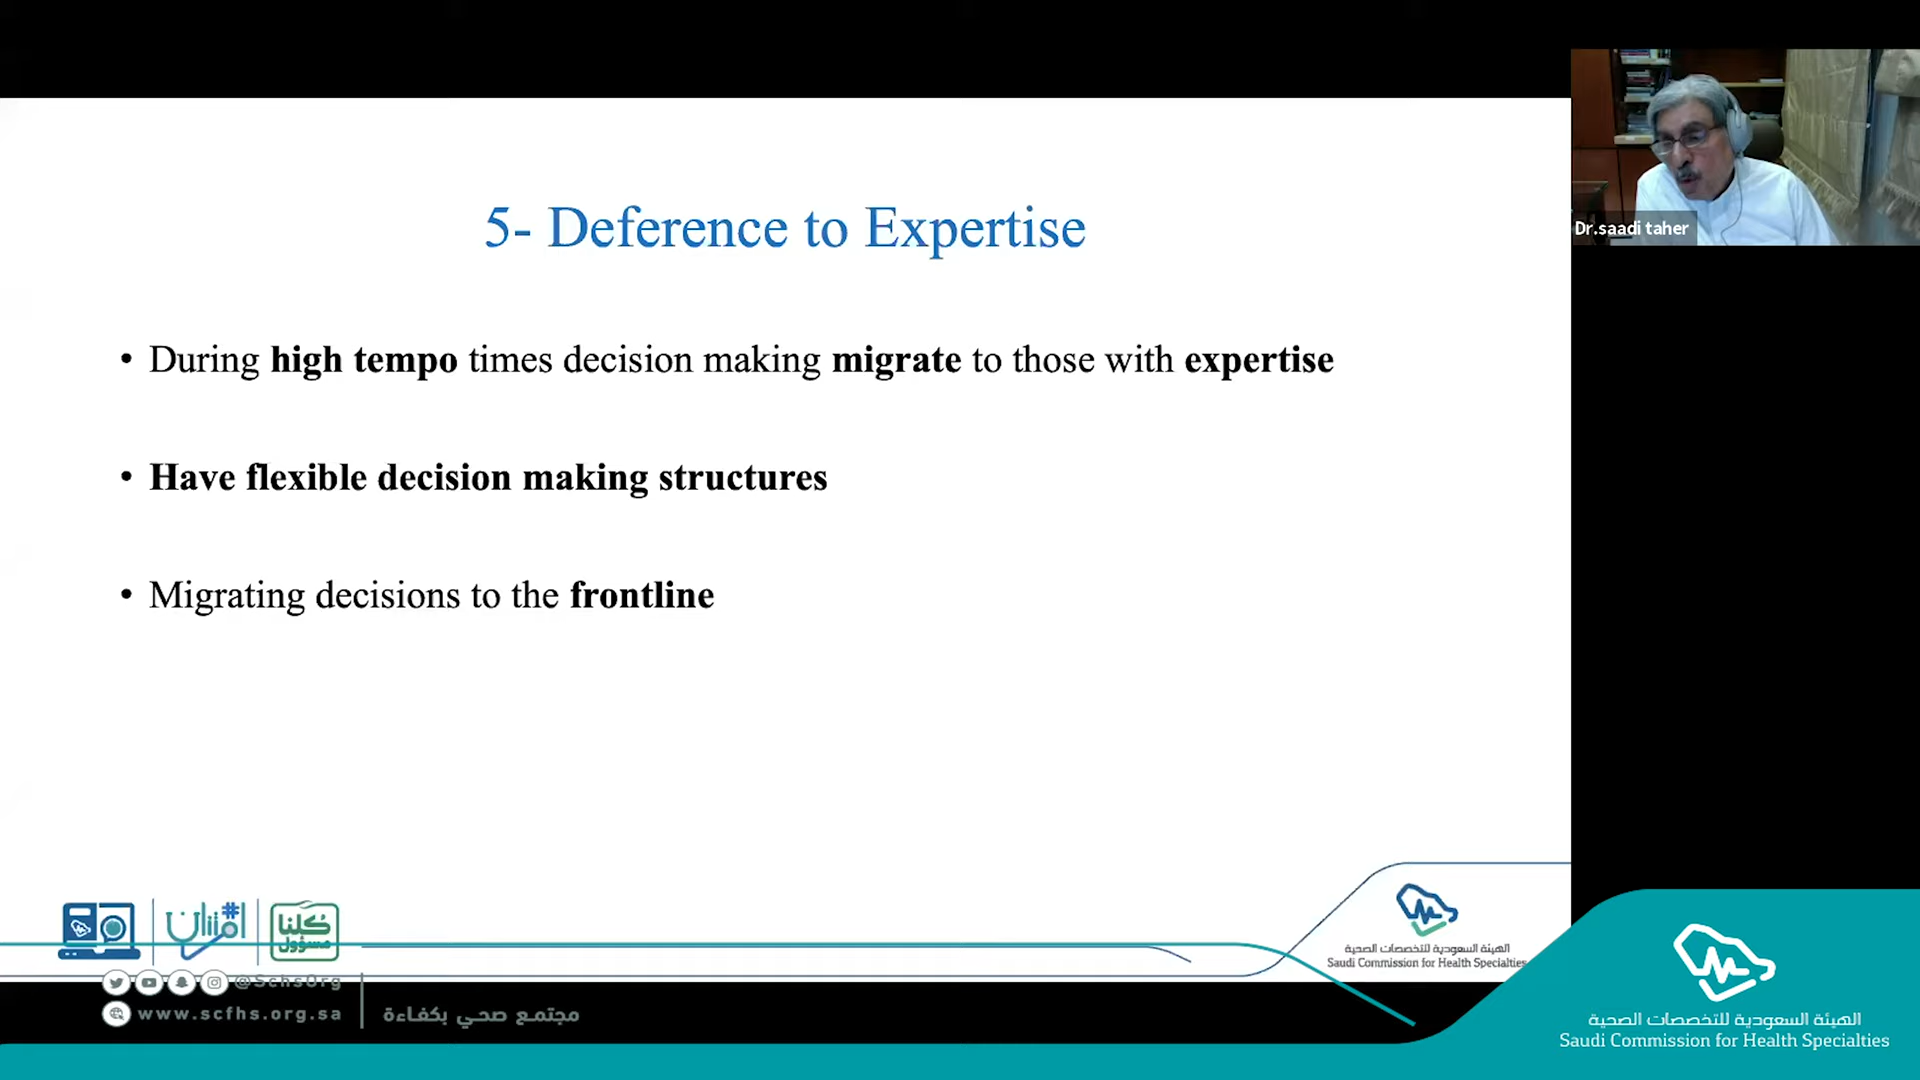 5- Deference to Expertise
• During high tempo times decision making migrate to those with expertise
• Have flexible decision making structures
• Migrating decisions to the frontline
Dr.saadi taher
كلنا
مسؤول
الهيئة السعودية للتخصصات الصحية
Saudi Commission for Health Specialties
@SchsOrg
www.scfhs.org.sa
مجتمع صحي بكفاءة
الهيئة السعودية للتخصصات الصحية
Saudi Commission for Health Specialties